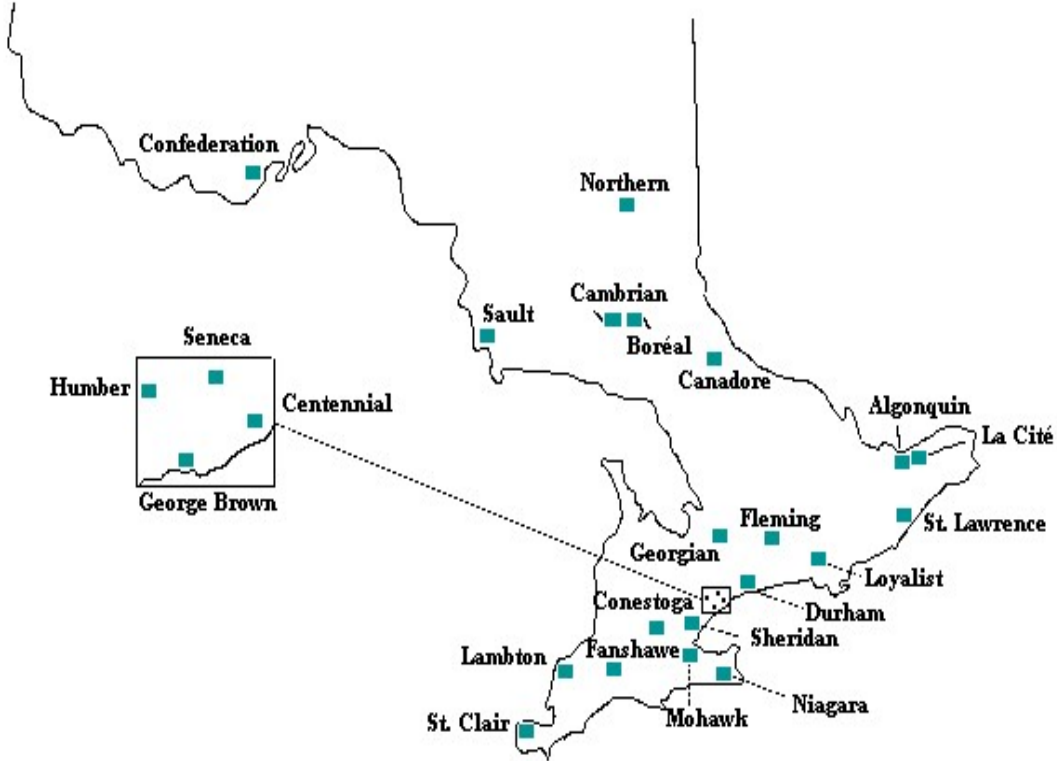 Confederation
Northern
Cambrian
Sault
Boréal
Seneca
Canadore
Humber
Centennial
Algonquin
La Cité
George Brown
Fleming
St. Lawrence
Georgian
Loyalist
Conestoga
Durham
Sheridan
Fanshawe
Lambton
Niagara
St. Clair
Mohawk